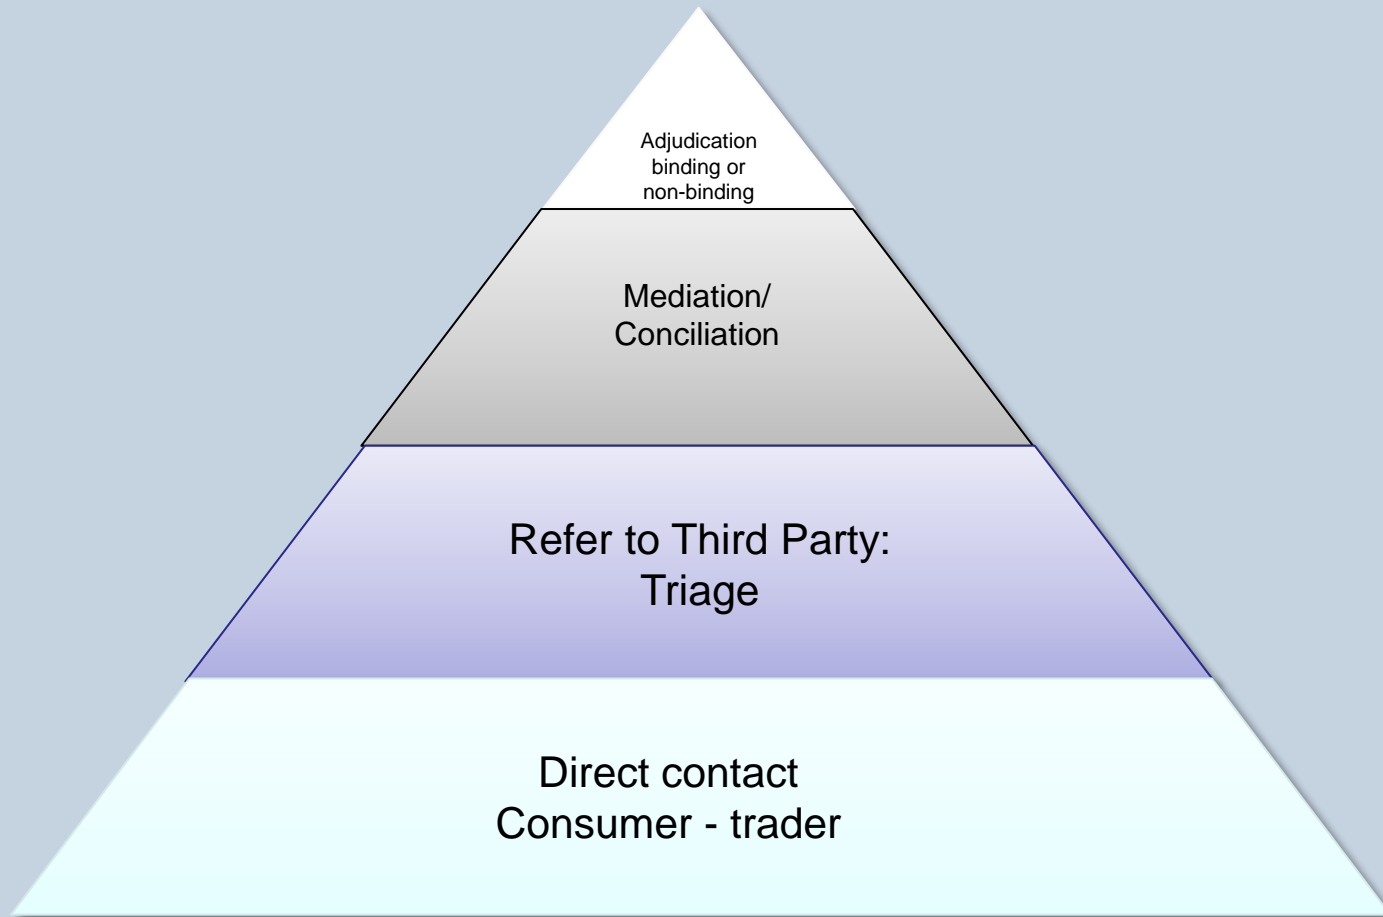 Adjudication
binding or
non-binding
Mediation/
Conciliation
Refer to Third Party:
Triage
Direct contact
Consumer - trader